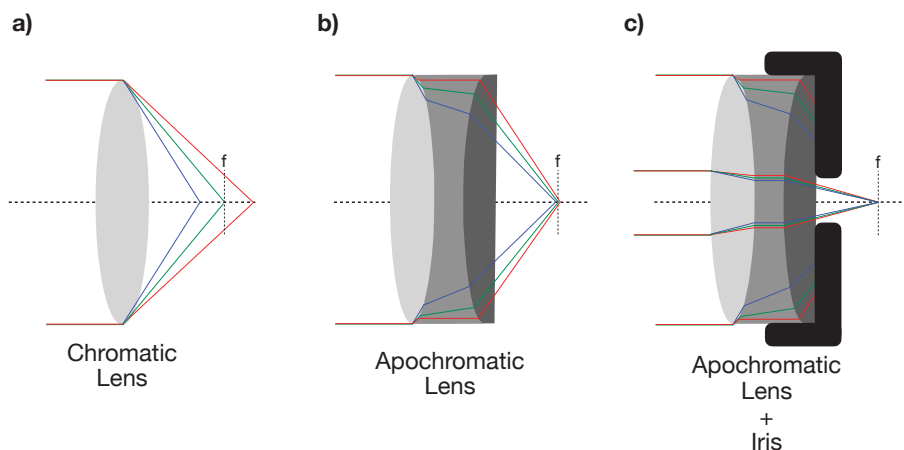 a)
f
Chromatic
Lens
b)
f
Apochromatic
Lens
c)
f
Apochromatic
Lens
+
Iris